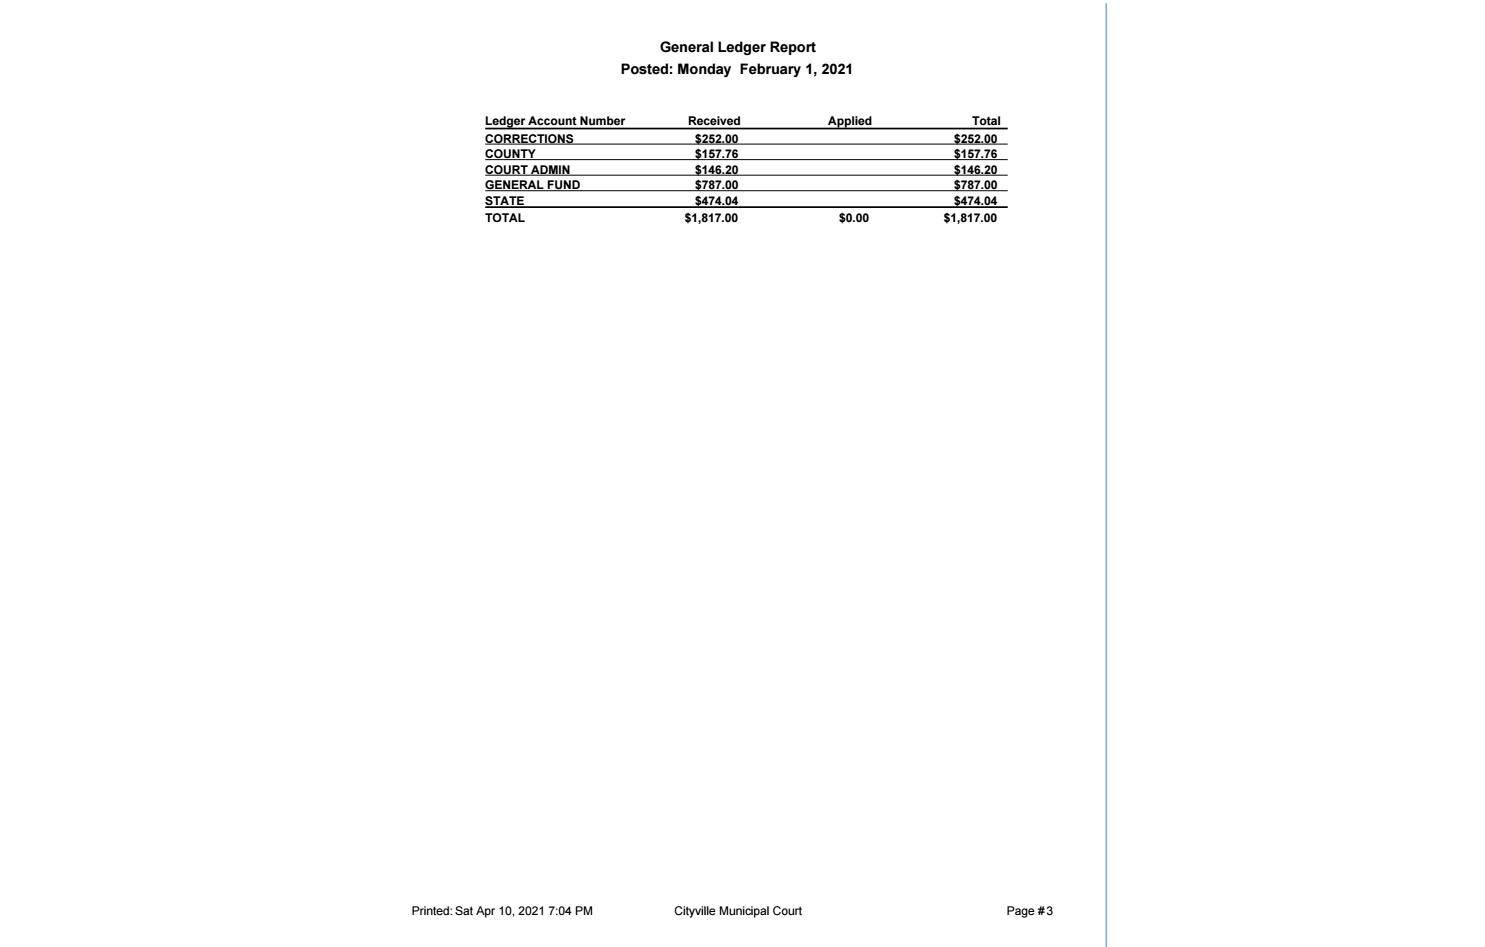 General Ledger Report
Posted: Monday February 1, 2021
Ledger Account Number Received Applied Total
CORRECTIONS $252.00 $252.00
COUNTY $157.76 $157.76
COURT ADMIN $146.20 $146.20
GENERAL FUND $787.00 $787.00
STATE $474.04 $474.04
TOTAL $1,817.00 $0.00 $1,817.00
Printed: Sat Apr 10, 2021 7:04 PM Cityville Municipal Court Page #3